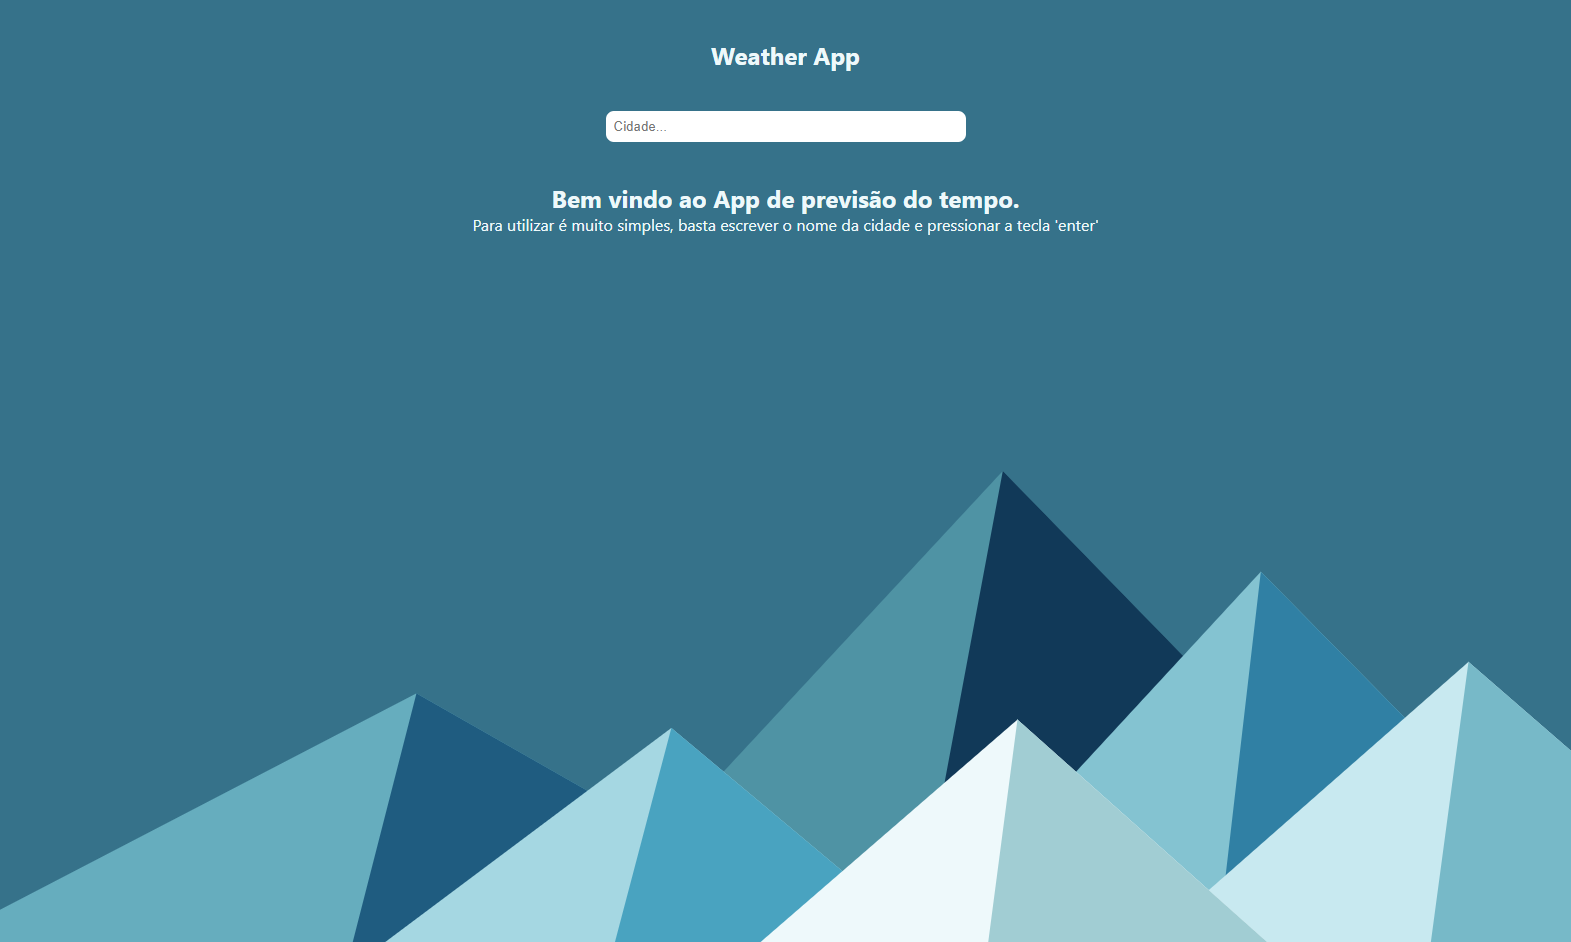 Weather App
Cidade...
Bem vindo ao App de previsão do tempo.
Para utilizar é muito simples, basta escrever o nome da cidade e pressionar a tecla 'enter'